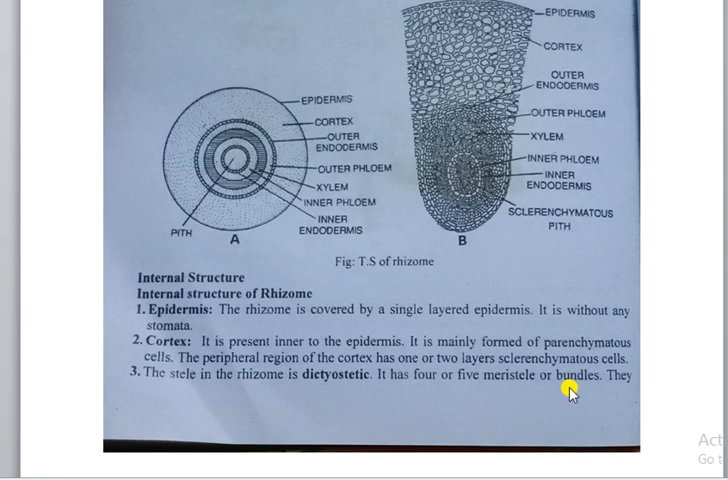 EPIDERMIS
CORTEX
OUTER
ENDODERMIS
OUTER PHLOEM
XYLEM
INNER PHLOEM
INNER
ENDODERMIS
SCLERENCHYMATOUS
PITH
B
EPIDERMIS
CORTEX
OUTER
ENDODERMIS
OUTER PHLOEM
XYLEM
INNER PHLOEM
INNER
ENDODERMIS
PITH
A
Fig: T.S of rhizome
Internal Structure
Internal structure of Rhizome
1. Epidermis: The rhizome is covered by a single layered epidermis. It is without any
stomata.
2. Cortex: It is present inner to the epidermis. It is mainly formed of parenchymatous
cells. The peripheral region of the cortex has one or two layers sclerenchymatous cells.
3. The stele in the rhizome is dictyostetic. It has four or five meristele or bundles. They
Act
Go t